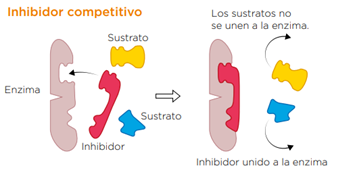 Inhibidor competitivo
Sustrato
Enzima
Sustrato
Inhibidor
Los sustratos no
se unen a la enzima.
Inhibidor unido a la enzima